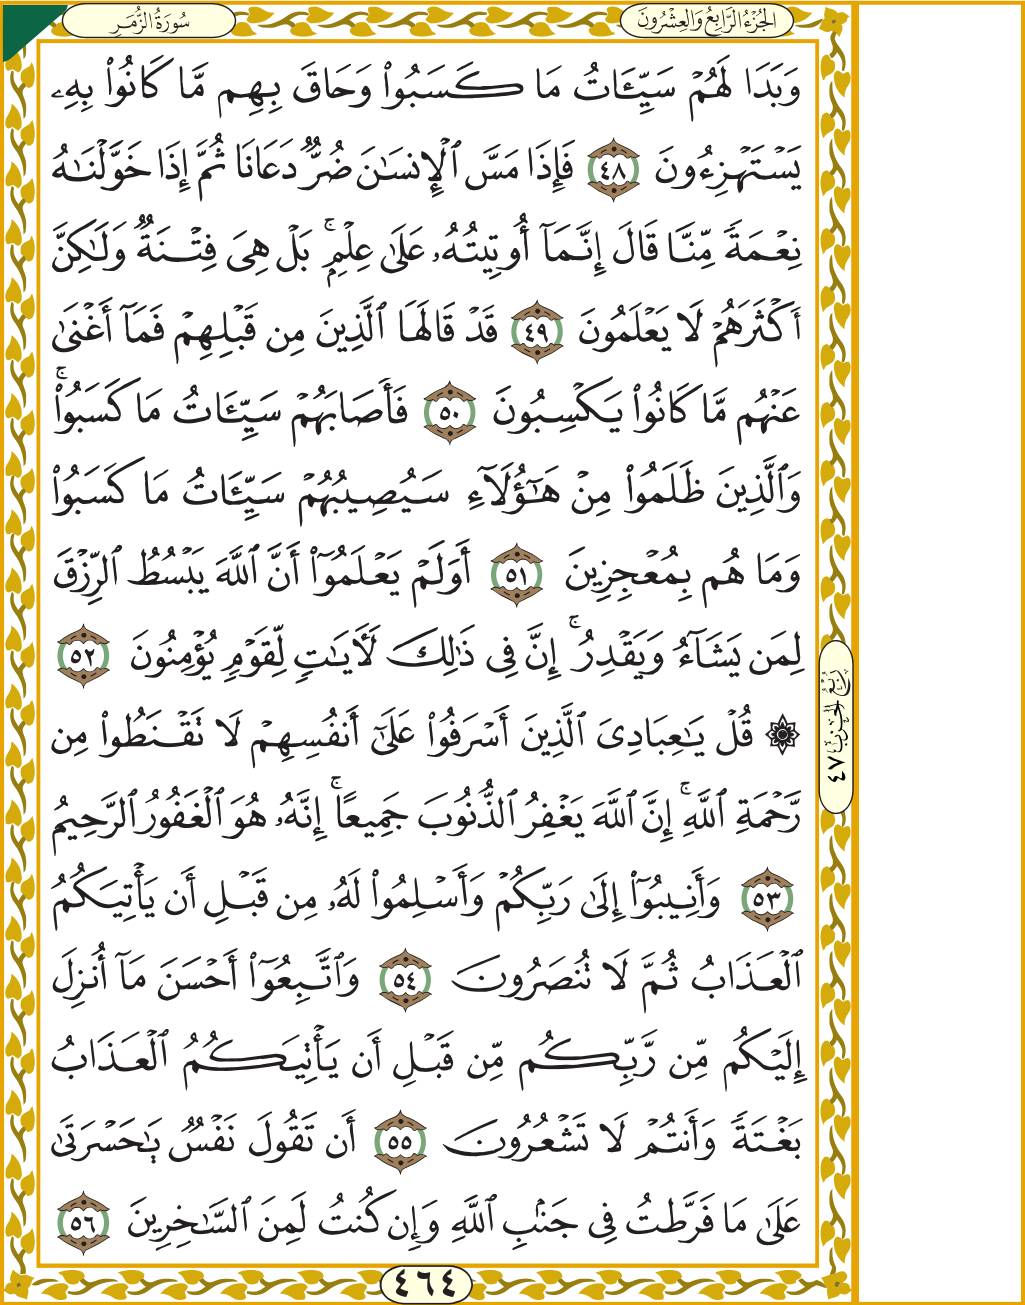 الجُزْءُ الرَّابِعُ وَالعِشْرُونَ
سُورَةُ الزُّمَرِ
وَبَدَا لَهُمْ سَيِّـَٔاتُ مَا كَسَبُوا۟ وَحَاقَ بِهِم مَّا كَانُوا۟ بِهِۦ
يَسْتَهْزِءُونَ ٤٨ فَإِذَا مَسَّ ٱلْإِنسَـٰنَ ضُرٌّ دَعَانَا ثُمَّ إِذَا خَوَّلْنَـٰهُ
نِعْمَةً مِّنَّا قَالَ إِنَّمَآ أُوتِيتُهُۥ عَلَىٰ عِلْمٍۭ ۚ بَلْ هِىَ فِتْنَةٌ وَلَـٰكِنَّ
أَكْثَرَهُمْ لَا يَعْلَمُونَ ٤٩ قَدْ قَالَهَا ٱلَّذِينَ مِن قَبْلِهِمْ فَمَآ أَغْنَىٰ
عَنْهُم مَّا كَانُوا۟ يَكْسِبُونَ ٥٠ فَأَصَابَهُمْ سَيِّـَٔاتُ مَا كَسَبُوا۟ ۚ
وَٱلَّذِينَ ظَلَمُوا۟ مِنْ هَـٰٓؤُلَآءِ سَيُصِيبُهُمْ سَيِّـَٔاتُ مَا كَسَبُوا۟
وَمَا هُم بِمُعْجِزِينَ ٥١ أَوَلَمْ يَعْلَمُوٓا۟ أَنَّ ٱللَّهَ يَبْسُطُ ٱلرِّزْقَ
لِمَن يَشَآءُ وَيَقْدِرُ ۚ إِنَّ فِى ذَٰلِكَ لَـَٔايَـٰتٍ لِّقَوْمٍ يُؤْمِنُونَ ٥٢
۞ قُلْ يَـٰعِبَادِىَ ٱلَّذِينَ أَسْرَفُوا۟ عَلَىٰٓ أَنفُسِهِمْ لَا تَقْنَطُوا۟ مِن
رَّحْمَةِ ٱللَّهِ ۚ إِنَّ ٱللَّهَ يَغْفِرُ ٱلذُّنُوبَ جَمِيعًا ۚ إِنَّهُۥ هُوَ ٱلْغَفُورُ ٱلرَّحِيمُ
٥٣ وَأَنِيبُوٓا۟ إِلَىٰ رَبِّكُمْ وَأَسْلِمُوا۟ لَهُۥ مِن قَبْلِ أَن يَأْتِيَكُمُ
ٱلْعَذَابُ ثُمَّ لَا تُنصَرُونَ ٥٤ وَٱتَّبِعُوٓا۟ أَحْسَنَ مَآ أُنزِلَ
إِلَيْكُم مِّن رَّبِّكُم مِّن قَبْلِ أَن يَأْتِيَكُمُ ٱلْعَذَابُ
بَغْتَةً وَأَنتُمْ لَا تَشْعُرُونَ ٥٥ أَن تَقُولَ نَفْسٌ يَـٰحَسْرَتَىٰ
عَلَىٰ مَا فَرَّطتُ فِى جَنۢبِ ٱللَّهِ وَإِن كُنتُ لَمِنَ ٱلسَّـٰخِرِينَ ٥٦
رُبْعُ الحِزْبِ ٤٧
٤٦٤